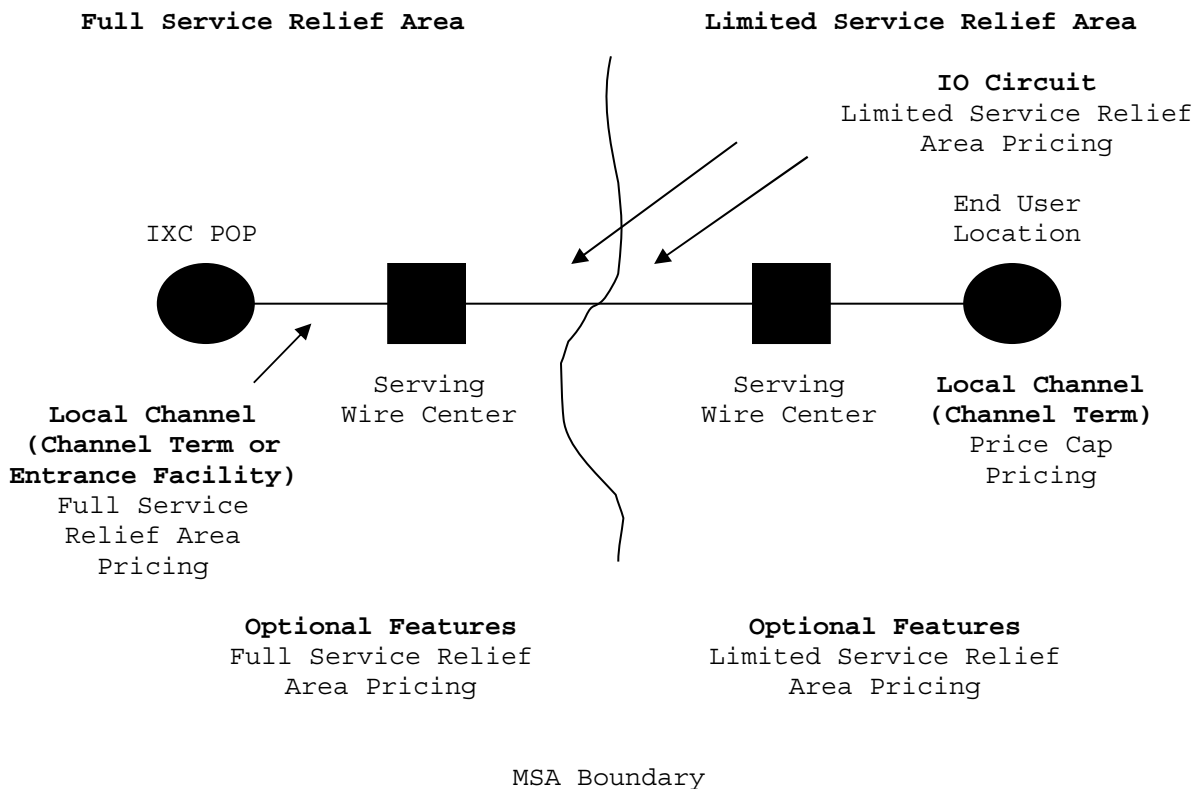 Full Service Relief Area
Limited Service Relief Area
IO Circuit
Limited Service Relief
Area Pricing
IXC POP
End User
Location
Serving
Wire Center
Serving
Wire Center
Local Channel
(Channel Term)
Price Cap
Pricing
Local Channel
(Channel Term or
Entrance Facility)
Full Service
Relief Area
Pricing
Optional Features
Full Service Relief
Area Pricing
Optional Features
Limited Service Relief
Area Pricing
MSA Boundary